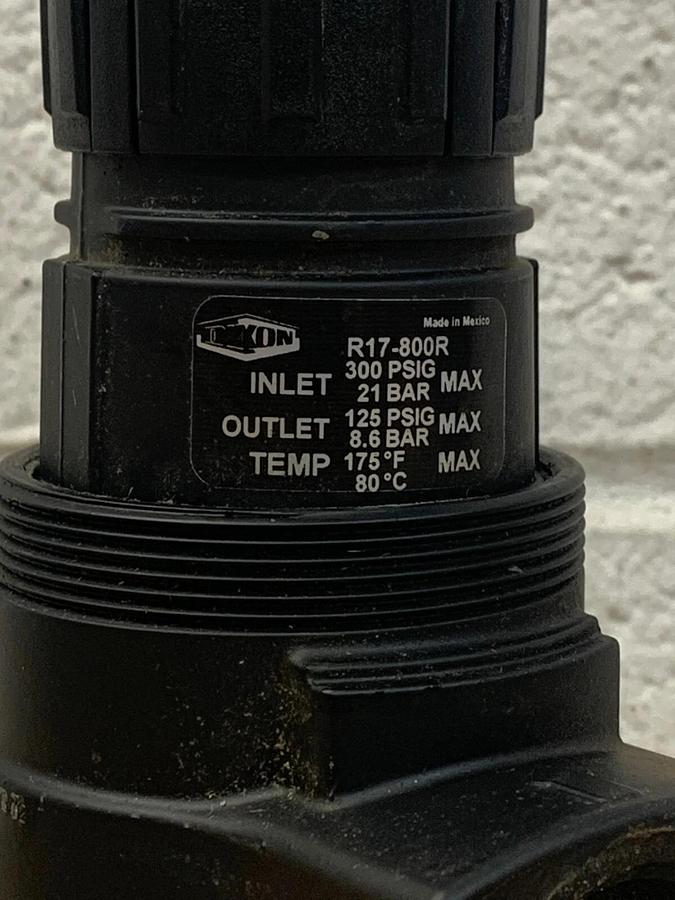 DIXON
Made in Mexico
R17-800R
INLET 300 PSIG 21 BAR MAX
OUTLET 125 PSIG 8.6 BAR MAX
TEMP 175°F 80°C MAX